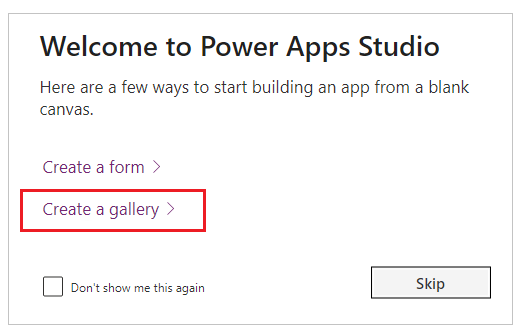 Welcome to Power Apps Studio
Here are a few ways to start building an app from a blank
canvas.
Create a form >
Create a gallery >
Don't show me this again
Skip